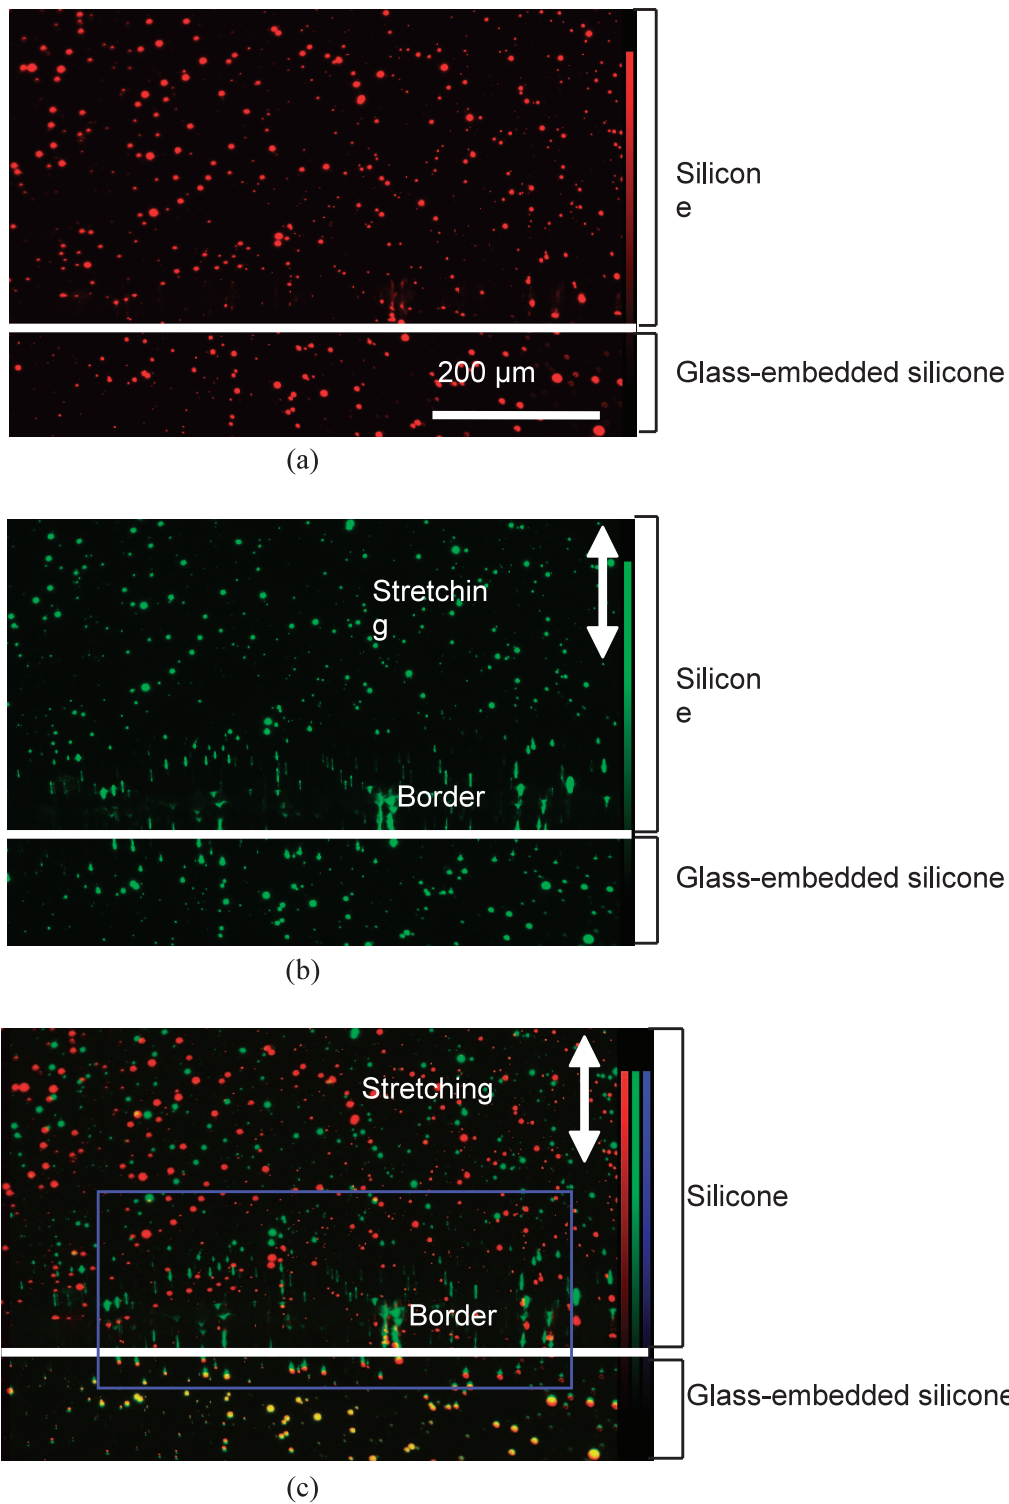 Silicon
e
200 µm
Glass-embedded silicone
(a)
Stretchin
g
Silicon
e
Border
Glass-embedded silicone
(b)
Stretching
Silicone
Border
Glass-embedded silicone
(c)